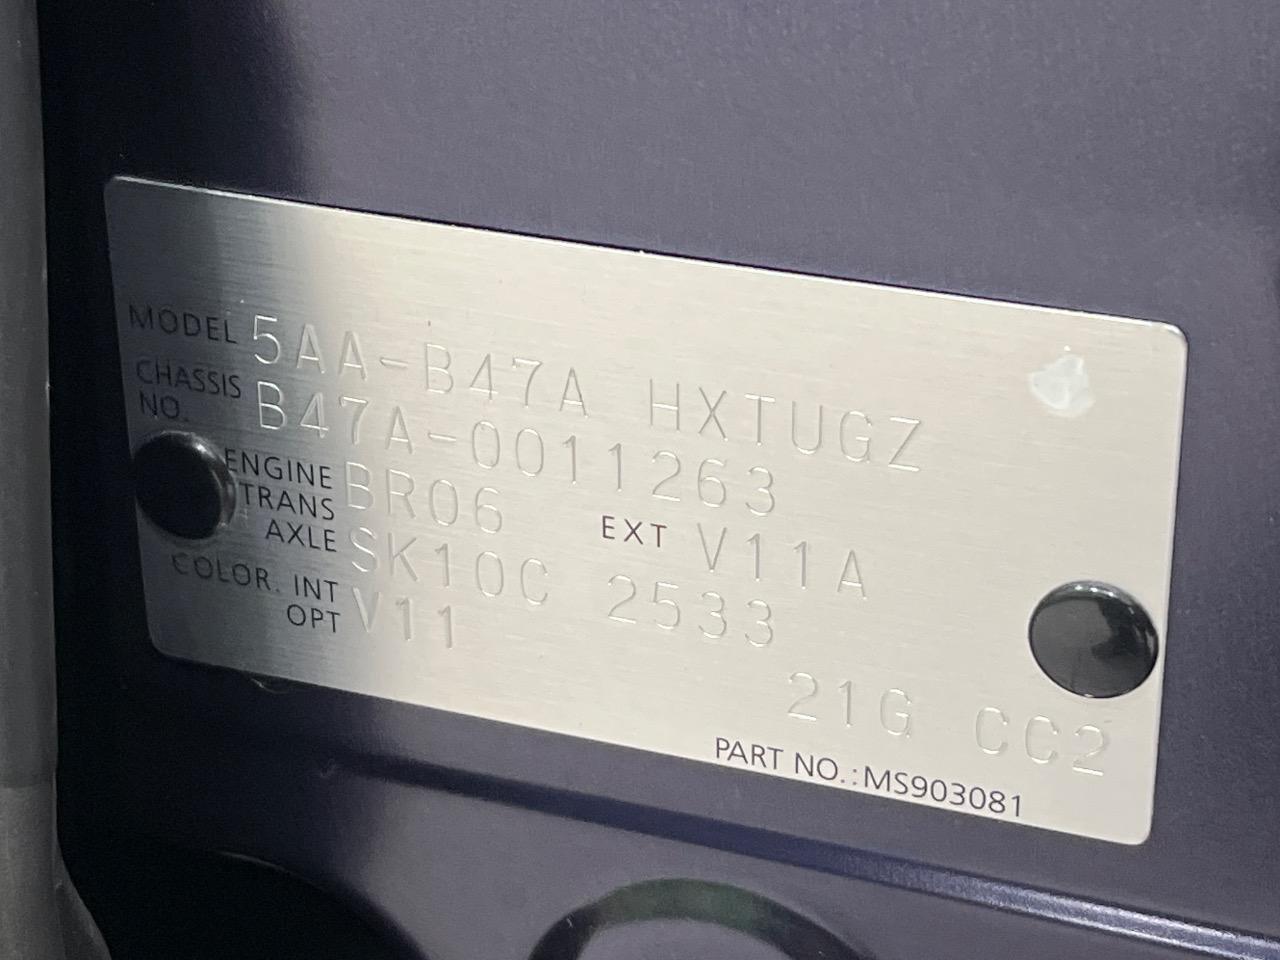 MODEL 5AA-B47A HXTUGZ
CHASSIS NO. B47A-0011263
ENGINE BR06 EXT V11A
TRANS AXLE SK10C 2533
COLOR. INT OPT V11
21G CC2
PART NO.:MS903081